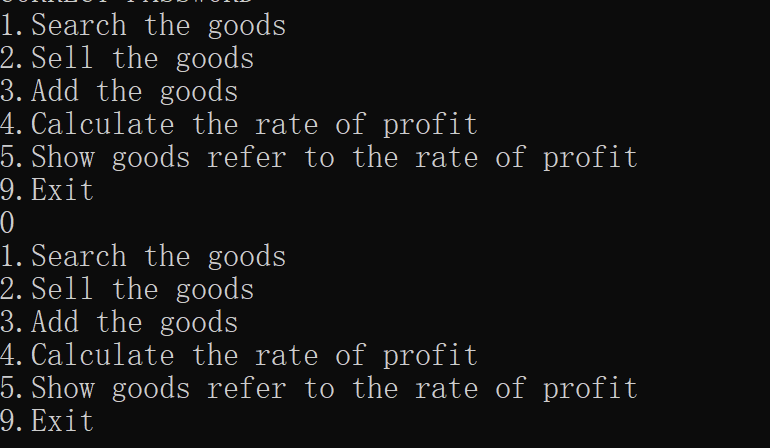 1.Search the goods
2.Sell the goods
3.Add the goods
4.Calculate the rate of profit
5.Show goods refer to the rate of profit
9.Exit
0
1.Search the goods
2.Sell the goods
3.Add the goods
4.Calculate the rate of profit
5.Show goods refer to the rate of profit
9.Exit